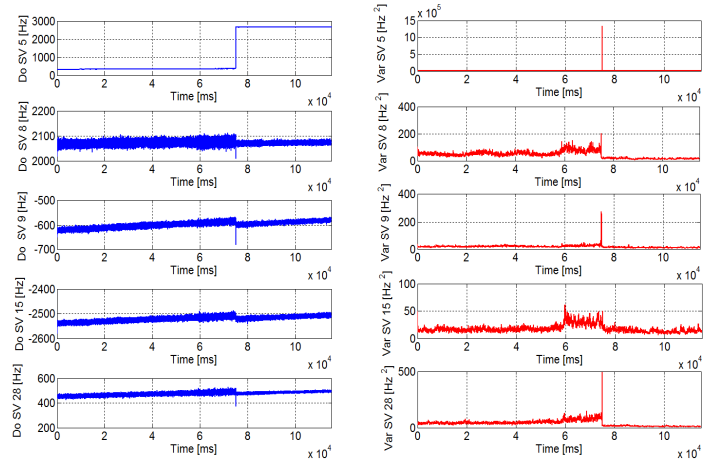 3000
2000
1000
0
Do SV 5 [Hz]
0 2 4 6 8 10
Time [ms]
x 10^4
15
10
5
0
x 10^5
Var SV 5 [Hz^2]
0 2 4 6 8 10
Time [ms]
x 10^4
2200
2100
2000
Do SV 8 [Hz]
0 2 4 6 8 10
Time [ms]
x 10^4
400
200
0
Var SV 8 [Hz^2]
0 2 4 6 8 10
Time [ms]
x 10^4
-500
-600
-700
Do SV 9 [Hz]
0 2 4 6 8 10
Time [ms]
x 10^4
400
200
0
Var SV 9 [Hz^2]
0 2 4 6 8 10
Time [ms]
x 10^4
-2400
-2500
-2600
Do SV 15 [Hz]
0 2 4 6 8 10
Time [ms]
x 10^4
100
50
0
Var SV 15 [Hz^2]
0 2 4 6 8 10
Time [ms]
x 10^4
600
400
200
Do SV 28 [Hz]
0 2 4 6 8 10
Time [ms]
x 10^4
500
0
Var SV 28 [Hz^2]
0 2 4 6 8 10
Time [ms]
x 10^4